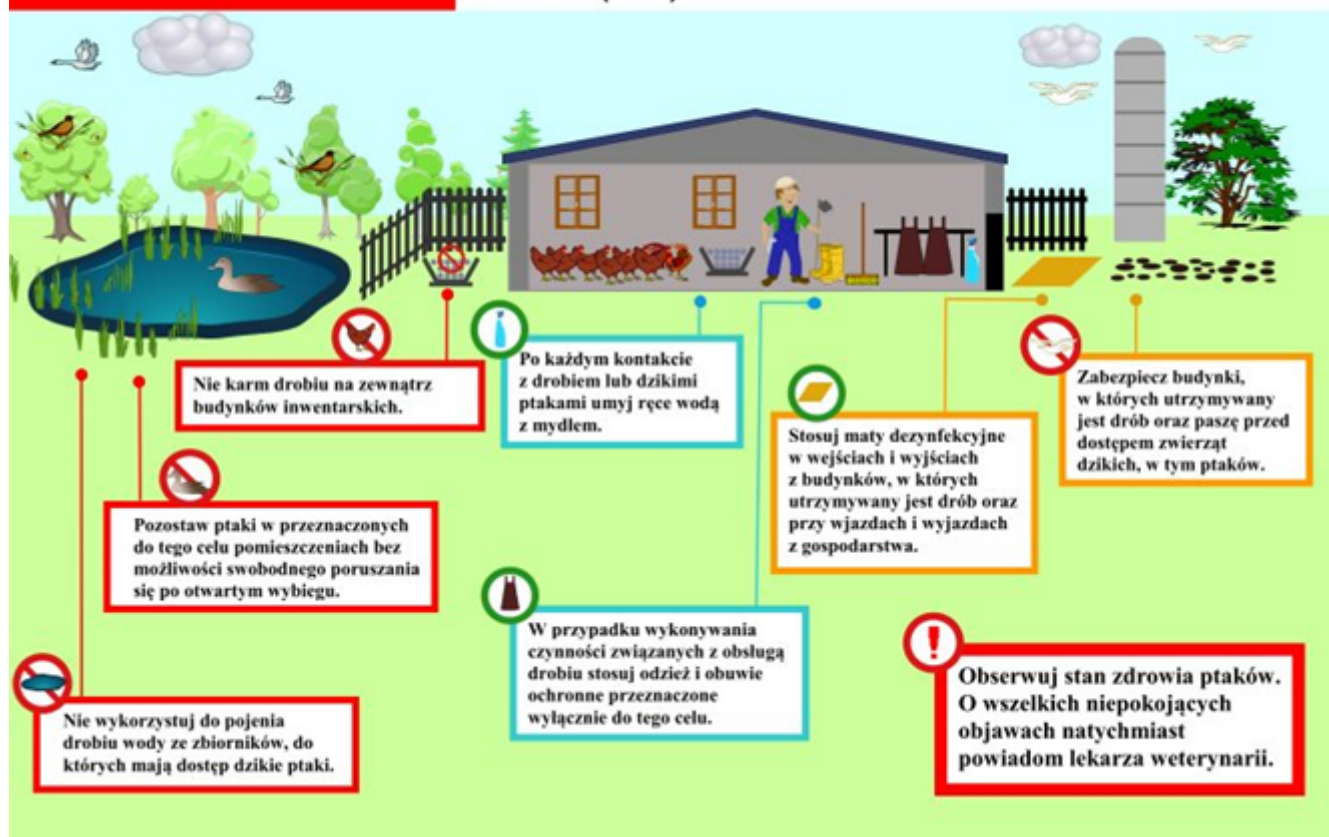 Nie karm drobiu na zewnątrz
budynków inwentarskich.
Po każdym kontakcie
z drobiem lub dzikimi
ptakami umyj ręce wodą
z mydłem.
Stosuj maty dezynfekcyjne
w wejściach i wyjściach
z budynków, w których
utrzymywany jest drób oraz
przy wjazdach i wyjazdach
z gospodarstwa.
Zabezpiecz budynki,
w których utrzymywany
jest drób oraz paszę przed
dostępem zwierząt
dzikich, w tym ptaków.
Pozostaw ptaki w przeznaczonych
do tego celu pomieszczeniach bez
możliwości swobodnego poruszania
się po otwartym wybiegu.
W przypadku wykonywania
czynności związanych z obsługą
drobiu stosuj odzież i obuwie
ochronne przeznaczone
wyłącznie do tego celu.
Nie wykorzystuj do pojenia
drobiu wody ze zbiorników, do
których mają dostęp dzikie ptaki.
Obserwuj stan zdrowia ptaków.
O wszelkich niepokojących
objawach natychmiast
powiadom lekarza weterynarii.